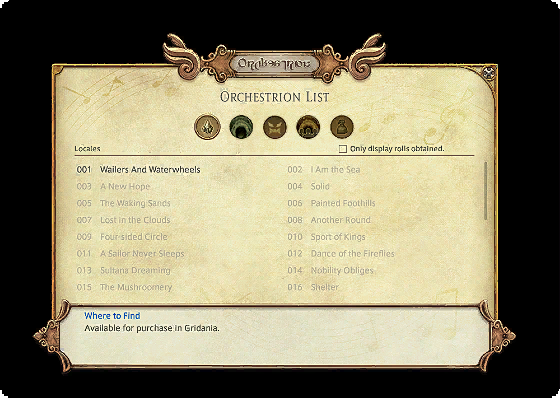 Orchestrion
ORCHESTRION LIST
Locales
Only display rolls obtained.
001 Wailers And Waterwheels
002 I Am the Sea
003 A New Hope
004 Solid
005 The Waking Sands
006 Painted Foothills
007 Lost in the Clouds
008 Another Round
009 Four-sided Circle
010 Sport of Kings
011 A Sailor Never Sleeps
012 Dance of the Fireflies
013 Sultana Dreaming
014 Nobility Obliges
015 The Mushroomery
016 Shelter
Where to Find
Available for purchase in Gridania.